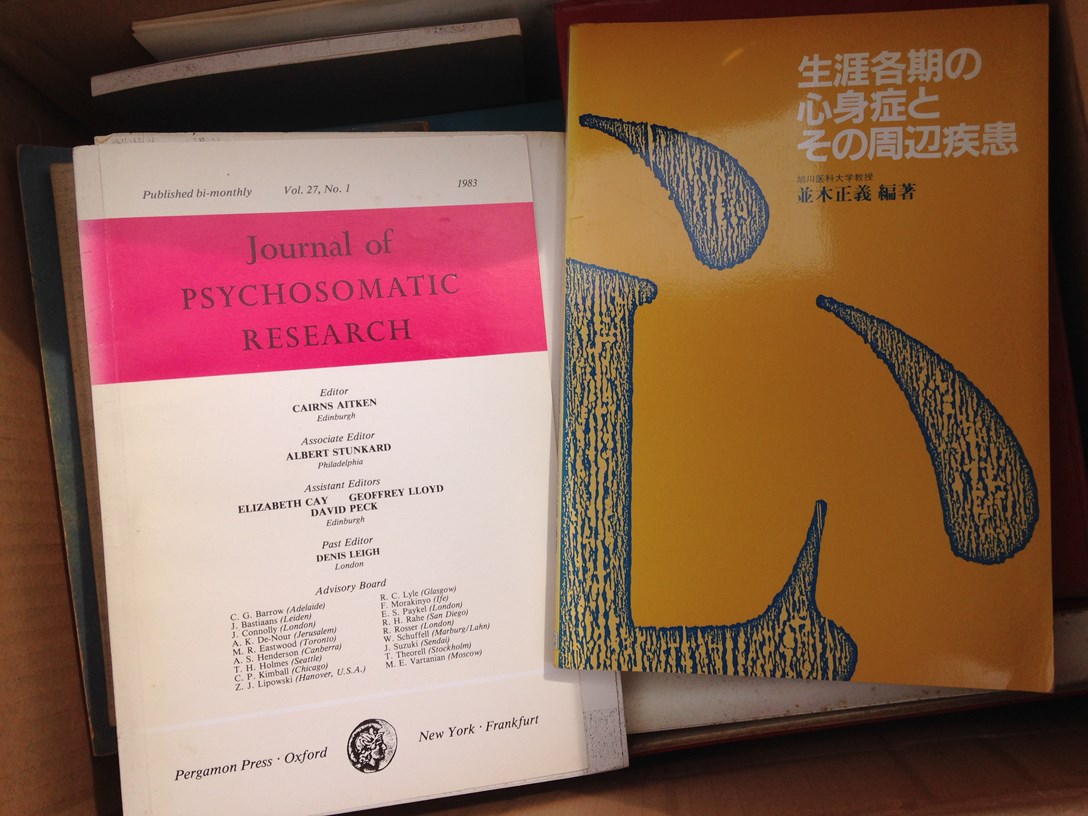 Published bi-monthly Vol. 27, No. 1 1983
Journal of
PSYCHOSOMATIC
RESEARCH
Editor
CAIRNS AITKEN
Edinburgh
Associate Editor
ALBERT STUNKARD
Philadelphia
Assistant Editors
ELIZABETH CAY GEOFFREY LLOYD
DAVID PECK
Edinburgh
Past Editor
DENIS LEIGH
London
Advisory Board
C. G. Barrow (Adelaide)
J. Bastiaans (Leiden)
J. Connolly (London)
A. K. De-Nour (Jerusalem)
M. R. Eastwood (Toronto)
A. S. Henderson (Canberra)
T. H. Holmes (Seattle)
C. P. Kimball (Chicago)
Z. J. Lipowski (Hanover, U.S.A.)
R. C. Lyle (Glasgow)
F. Morakinyo (Ife)
E. S. Paykel (London)
R. H. Rahe (San Diego)
R. Rosser (London)
W. Schuffell (Marburg/Lahn)
J. Suzuki (Sendai)
T. Theorell (Stockholm)
M. E. Vartanian (Moscow)
Pergamon Press · Oxford New York · Frankfurt
生涯各期の
心身症と
その周辺疾患
旭川医科大学教授
並木正義 編著